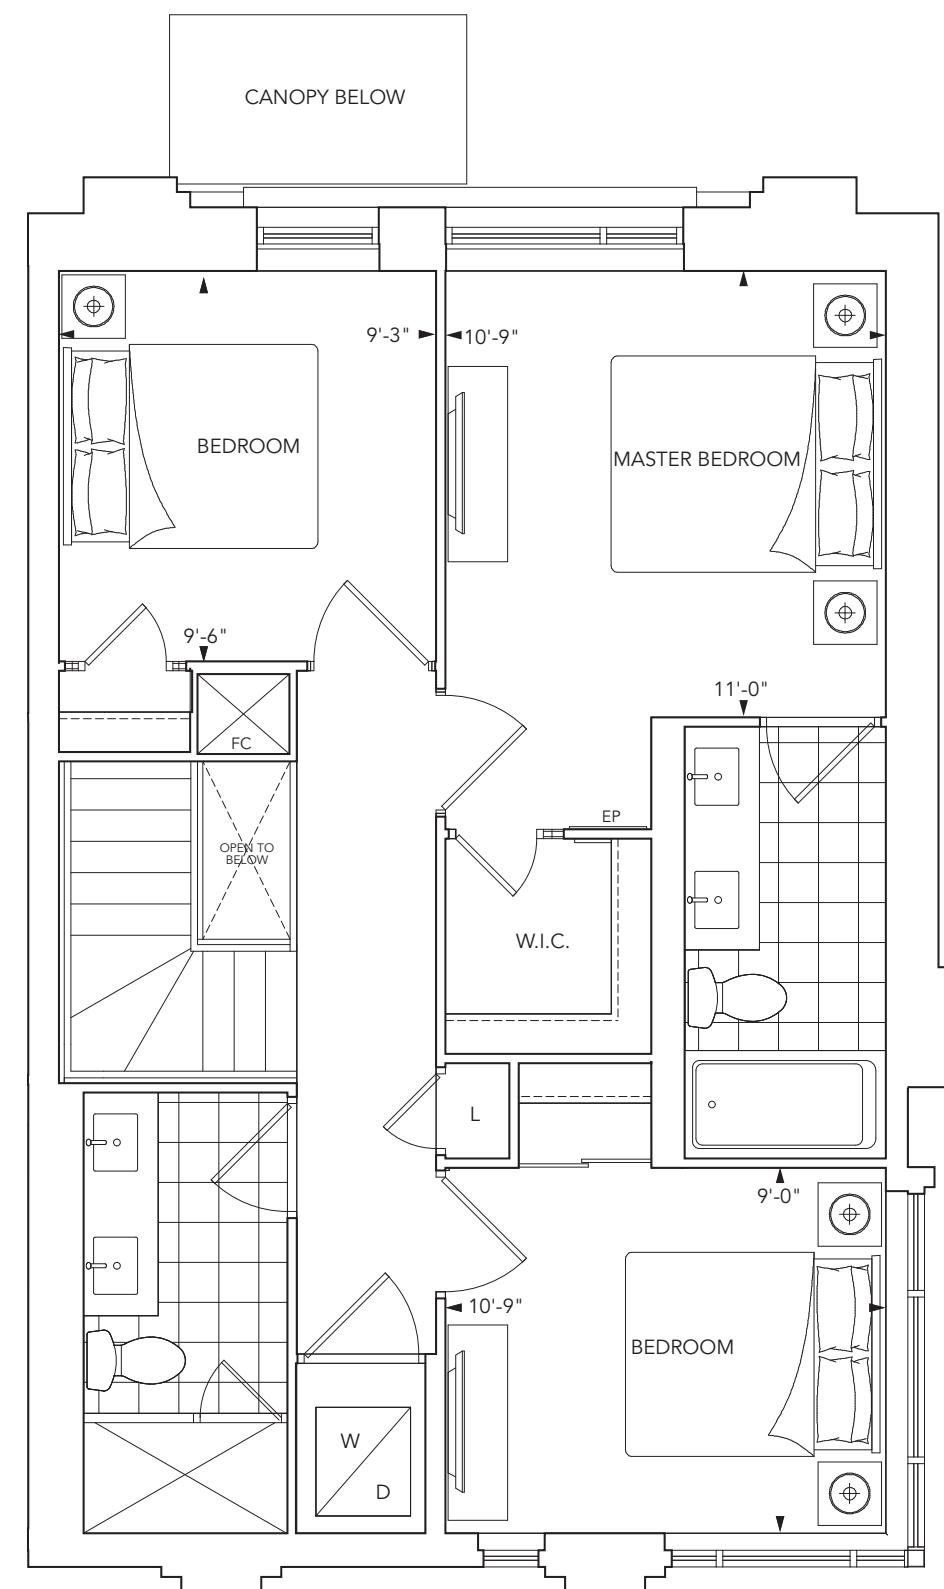 CANOPY BELOW
9'-3"
10'-9"
BEDROOM
MASTER BEDROOM
9'-6"
11'-0"
FC
EP
OPEN TO
BELOW
W.I.C.
L
9'-0"
10'-9"
BEDROOM
W
D